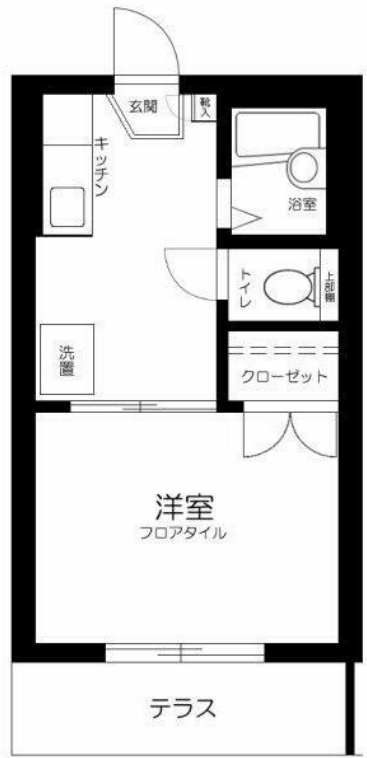 玄関
靴入
キッチン
浴室
トイレ
上部棚
洗置
クローゼット
洋室
フロアタイル
テラス